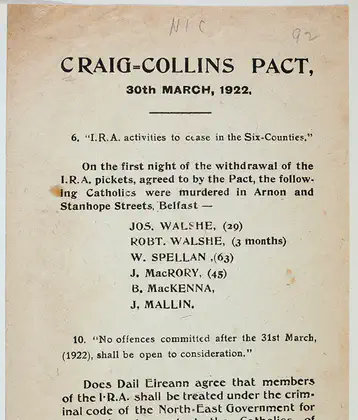 NIC
92
CRAIG=COLLINS PACT,
30th MARCH, 1922.
6. "I.R.A. activities to cease in the Six-Counties."
On the first night of the withdrawal of the
I.R.A. pickets, agreed to by the Pact, the follow-
ing Catholics were murdered in Arnon and
Stanhope Streets, Belfast —
JOS. WALSHE, (29)
ROBT. WALSHE, (3 months)
W. SPELLAN ,(63)
J. MacRORY, (45)
B. MacKENNA,
J, MALLIN.
10. "No offences committed after the 31st March,
(1922), shall be open to consideration."
Does Dail Eireann agree that members
of the I·R.A. shall be treated under the crim-
inal code of the North-East Government for